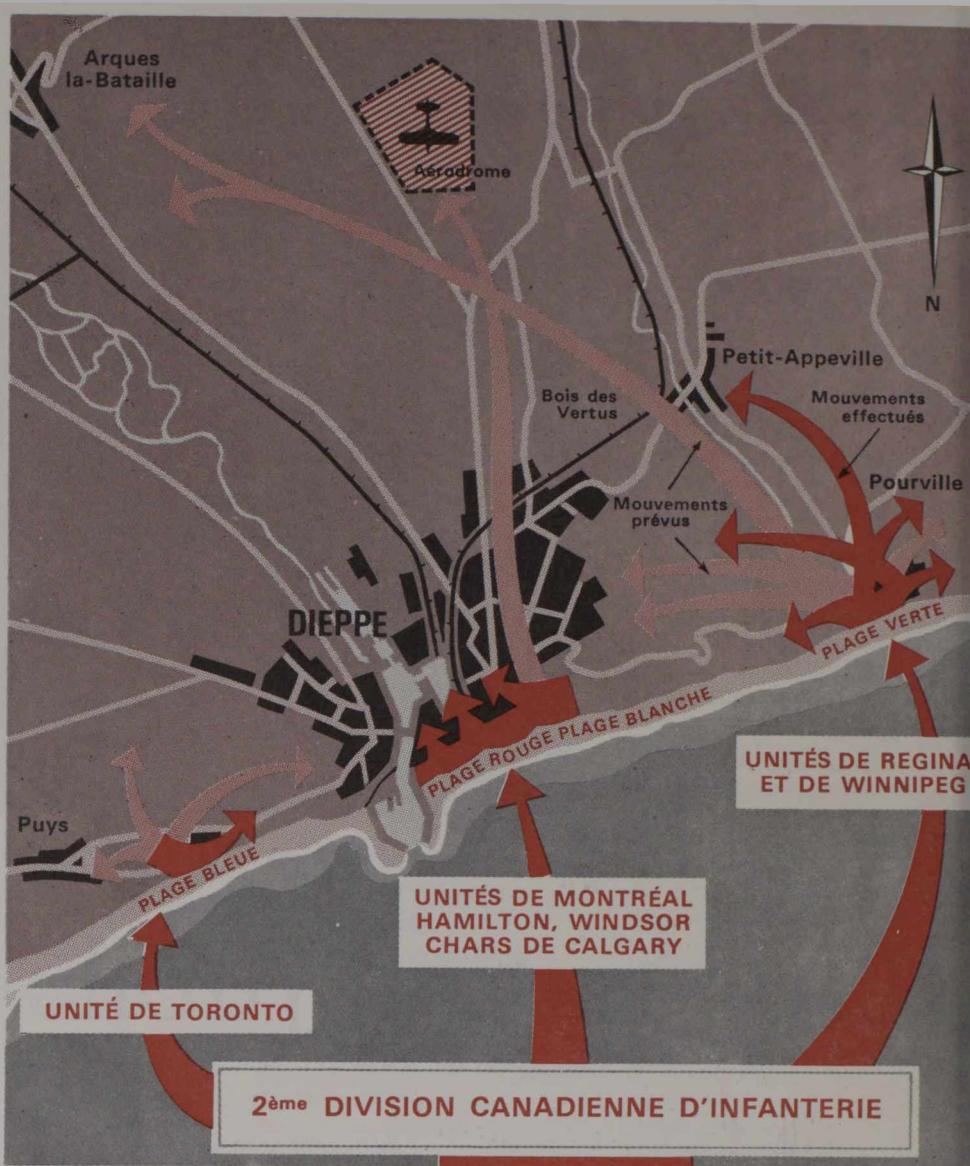 Arques
la-Bataille
Aérodrome
N
Petit-Appeville
Bois des
Vertus
Mouvements
effectués
Pourville
Mouvements
prévus
DIEPPE
PLAGE VERTE
PLAGE ROUGE PLAGE BLANCHE
UNITÉS DE REGINA
ET DE WINNIPEG
Puys
PLAGE BLEUE
UNITÉS DE MONTRÉAL
HAMILTON, WINDSOR
CHARS DE CALGARY
UNITÉ DE TORONTO
2ème DIVISION CANADIENNE D'INFANTERIE